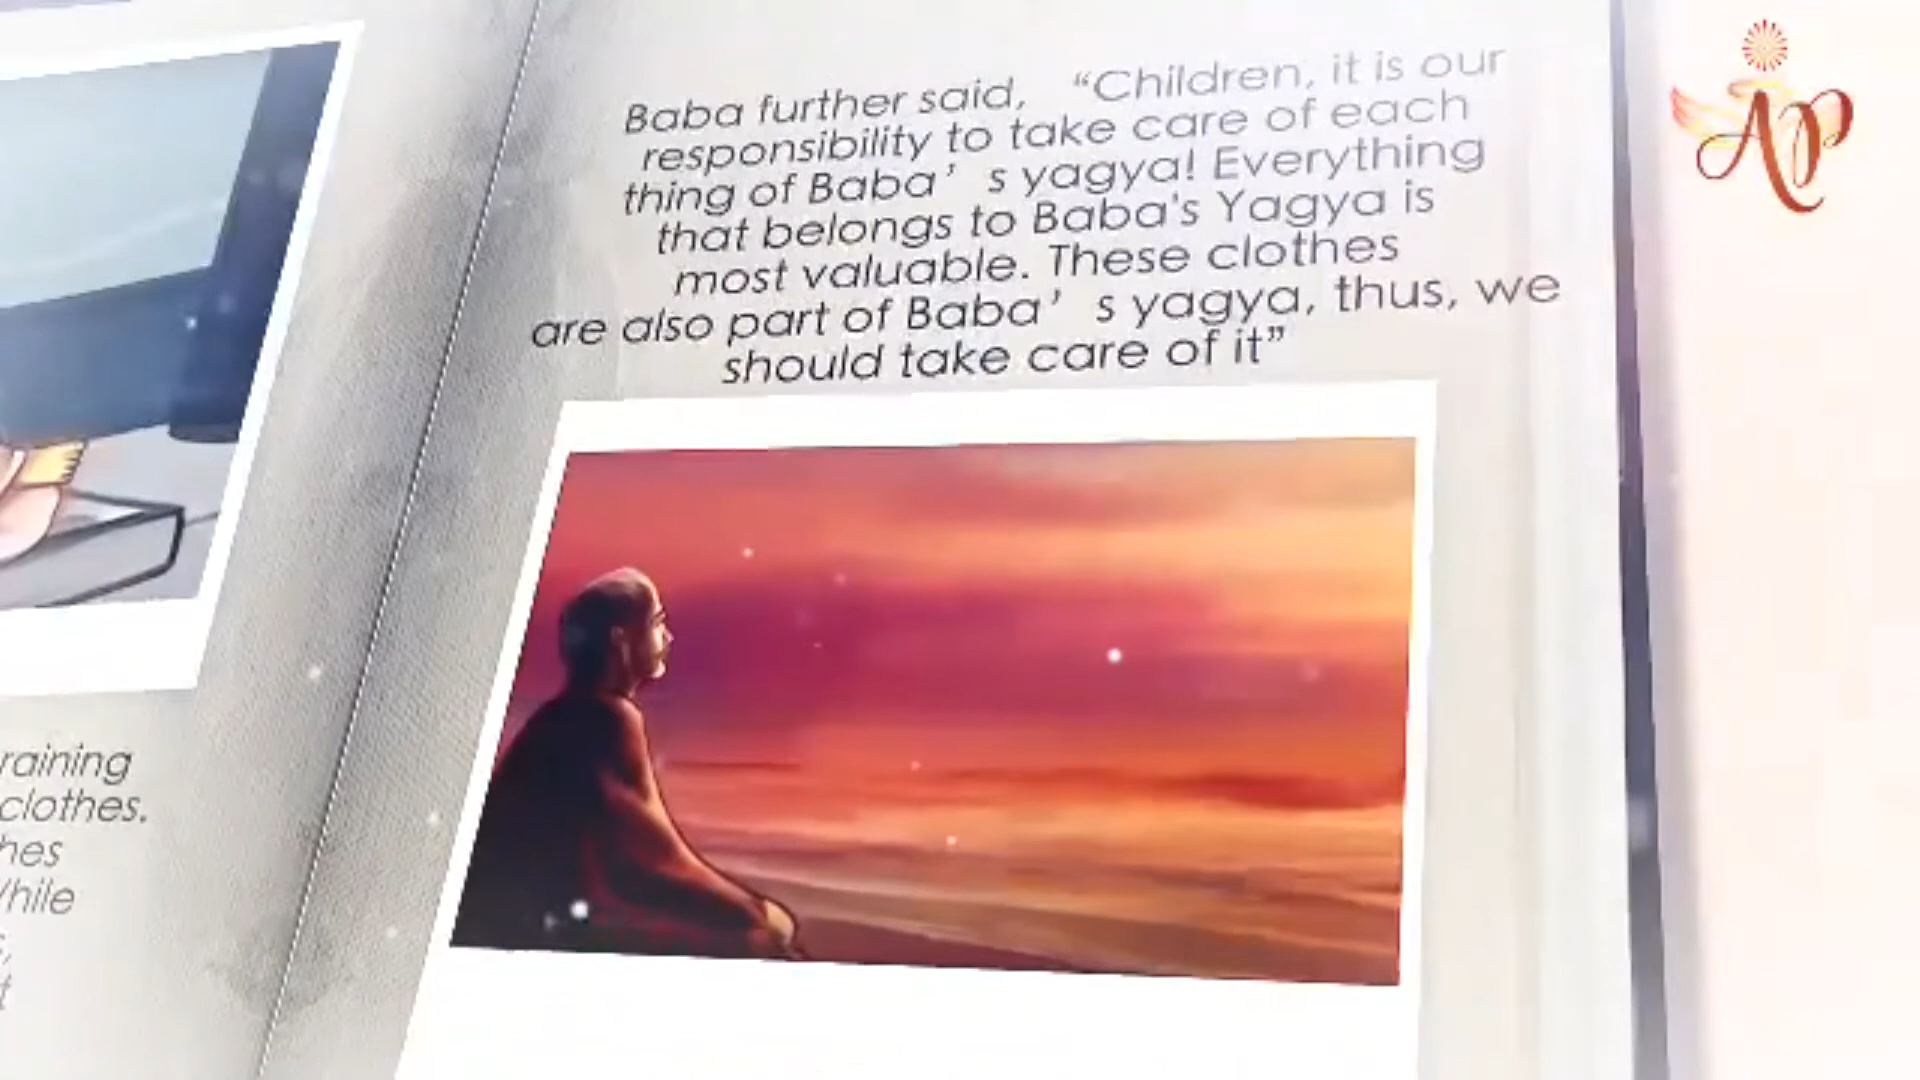 Baba further said, “Children, it is our
responsibility to take care of each
thing of Baba’ s yagya! Everything
that belongs to Baba's Yagya is
most valuable. These clothes
are also part of Baba’ s yagya, thus, we
should take care of it”
raining
clothes,
hes
While
t
AP